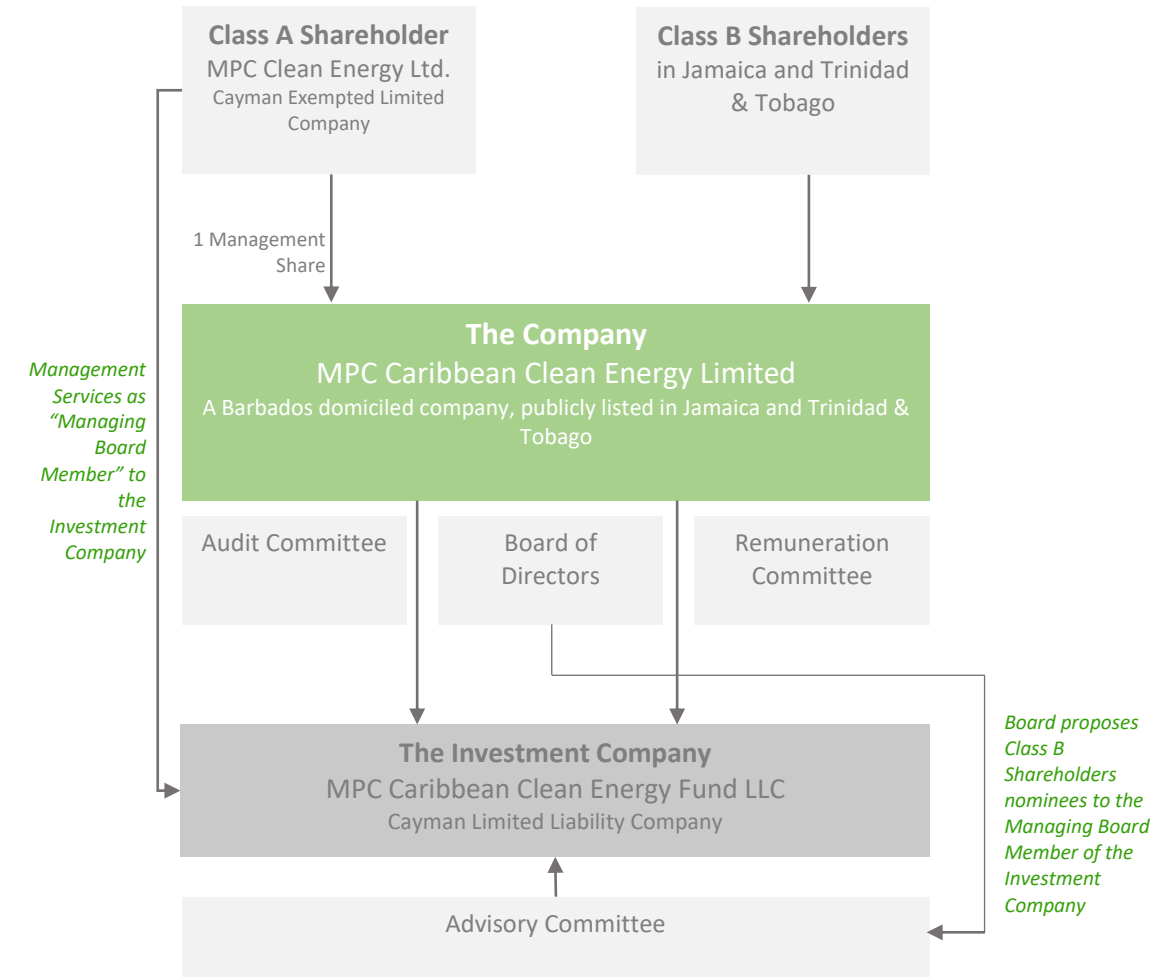 Class A Shareholder
MPC Clean Energy Ltd.
Cayman Exempted Limited
Company
Class B Shareholders
in Jamaica and Trinidad
& Tobago
1 Management
Share
The Company
MPC Caribbean Clean Energy Limited
A Barbados domiciled company, publicly listed in Jamaica and Trinidad &
Tobago
Management
Services as
“Managing
Board
Member” to
the
Investment
Company
Audit Committee
Board of
Directors
Remuneration
Committee
The Investment Company
MPC Caribbean Clean Energy Fund LLC
Cayman Limited Liability Company
Board proposes
Class B
Shareholders
nominees to the
Managing Board
Member of the
Investment
Company
Advisory Committee